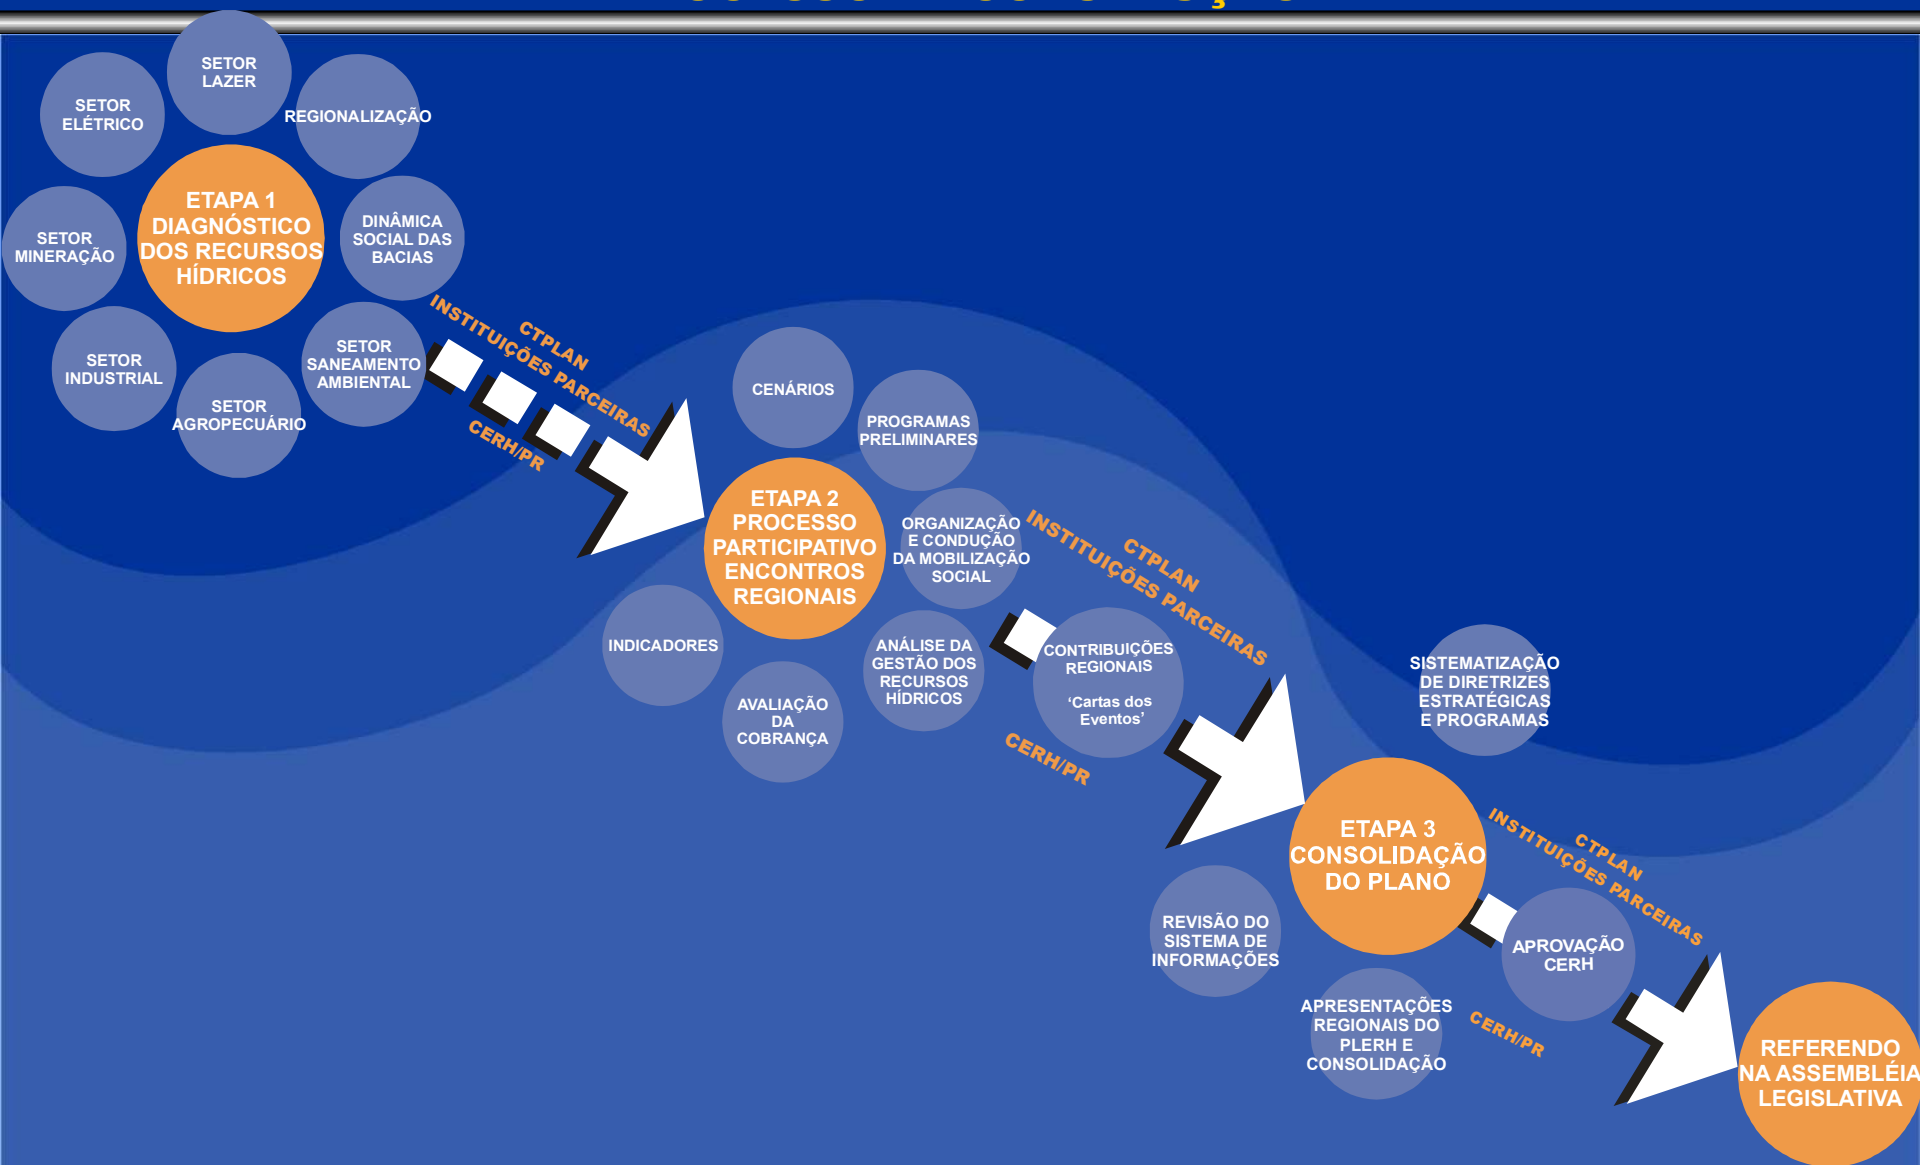 SETOR
LAZER
SETOR
ELÉTRICO
REGIONALIZAÇÃO
ETAPA 1
DIAGNÓSTICO
DOS RECURSOS
HÍDRICOS
DINÂMICA
SOCIAL DAS
BACIAS
SETOR
MINERAÇÃO
SETOR
SANEAMENTO
AMBIENTAL
SETOR
INDUSTRIAL
SETOR
AGROPECUÁRIO
CTPLAN
INSTITUIÇÕES PARCEIRAS
CERH/PR
CENÁRIOS
PROGRAMAS
PRELIMINARES
ETAPA 2
PROCESSO
PARTICIPATIVO
ENCONTROS
REGIONAIS
ORGANIZAÇÃO
E CONDUÇÃO
DA MOBILIZAÇÃO
SOCIAL
INDICADORES
ANÁLISE DA
GESTÃO DOS
RECURSOS
HÍDRICOS
AVALIAÇÃO
DA
COBRANÇA
CTPLAN
INSTITUIÇÕES PARCEIRAS
CONTRIBUIÇÕES
REGIONAIS
‘Cartas dos
Eventos’
CERH/PR
SISTEMATIZAÇÃO
DE DIRETRIZES
ESTRATÉGICAS
E PROGRAMAS
ETAPA 3
CONSOLIDAÇÃO
DO PLANO
REVISÃO DO
SISTEMA DE
INFORMAÇÕES
APRESENTAÇÕES
REGIONAIS DO
PLERH E
CONSOLIDAÇÃO
CTPLAN
INSTITUIÇÕES PARCEIRAS
APROVAÇÃO
CERH
CERH/PR
REFERENDO
NA ASSEMBLÉIA
LEGISLATIVA